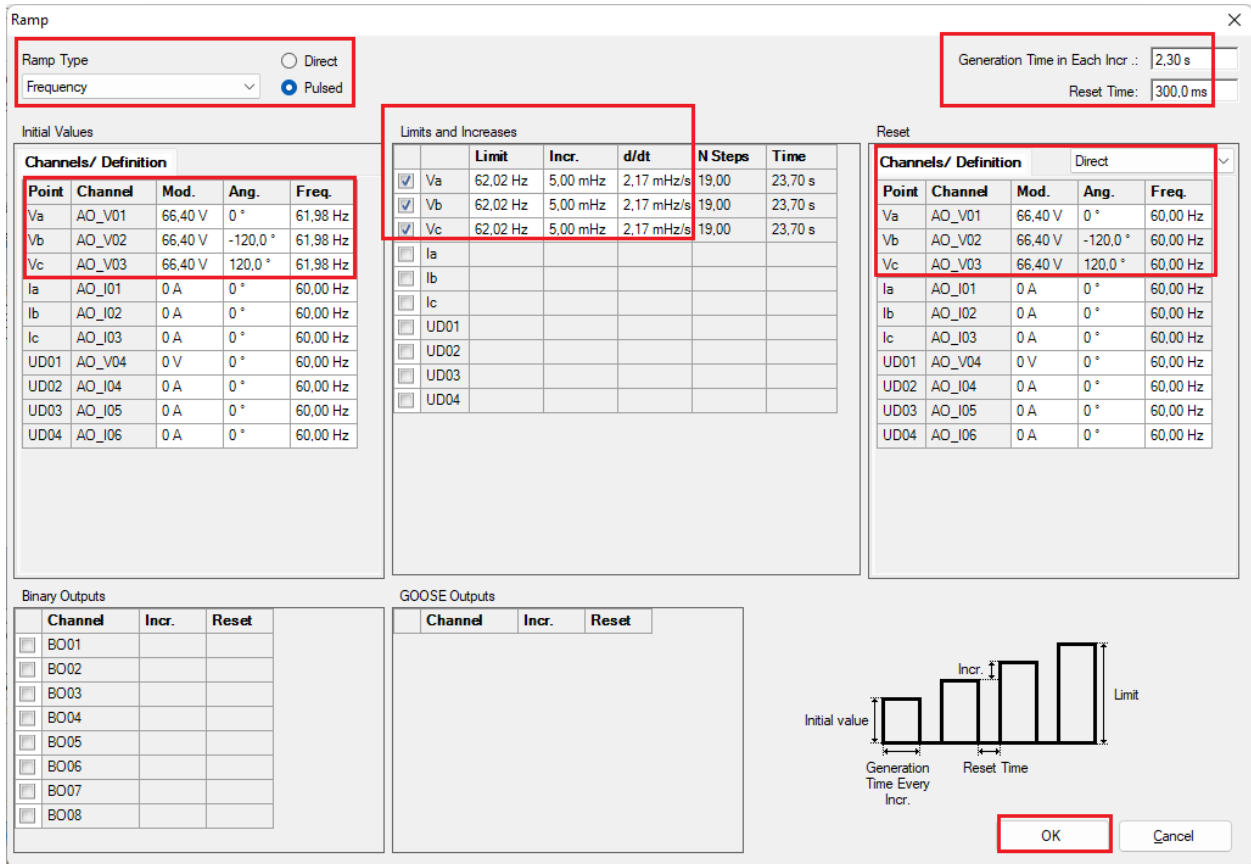 Ramp
Ramp Type
Direct
Frequency
Pulsed
Generation Time in Each Incr .: 2,30 s
Reset Time: 300,0 ms
Initial Values
Channels/ Definition
Point Channel Mod. Ang. Freq.
Va AO_V01 66,40 V 0 ° 61,98 Hz
Vb AO_V02 66,40 V -120,0 ° 61,98 Hz
Vc AO_V03 66,40 V 120,0 ° 61,98 Hz
Ia AO_I01 0 A 0 ° 60,00 Hz
Ib AO_I02 0 A 0 ° 60,00 Hz
Ic AO_I03 0 A 0 ° 60,00 Hz
UD01 AO_V04 0 V 0 ° 60,00 Hz
UD02 AO_I04 0 A 0 ° 60,00 Hz
UD03 AO_I05 0 A 0 ° 60,00 Hz
UD04 AO_I06 0 A 0 ° 60,00 Hz
Limits and Increases
Limit Incr. d/dt N Steps Time
Va 62,02 Hz 5,00 mHz 2,17 mHz/s 19,00 23,70 s
Vb 62,02 Hz 5,00 mHz 2,17 mHz/s 19,00 23,70 s
Vc 62,02 Hz 5,00 mHz 2,17 mHz/s 19,00 23,70 s
Ia
Ib
Ic
UD01
UD02
UD03
UD04
Reset
Channels/ Definition Direct
Point Channel Mod. Ang. Freq.
Va AO_V01 66,40 V 0 ° 60,00 Hz
Vb AO_V02 66,40 V -120,0 ° 60,00 Hz
Vc AO_V03 66,40 V 120,0 ° 60,00 Hz
Ia AO_I01 0 A 0 ° 60,00 Hz
Ib AO_I02 0 A 0 ° 60,00 Hz
Ic AO_I03 0 A 0 ° 60,00 Hz
UD01 AO_V04 0 V 0 ° 60,00 Hz
UD02 AO_I04 0 A 0 ° 60,00 Hz
UD03 AO_I05 0 A 0 ° 60,00 Hz
UD04 AO_I06 0 A 0 ° 60,00 Hz
Binary Outputs
Channel Incr. Reset
BO01
BO02
BO03
BO04
BO05
BO06
BO07
BO08
GOOSE Outputs
Channel Incr. Reset
Incr.
Limit
Initial value
Generation
Time Every
Incr.
Reset Time
OK
Cancel